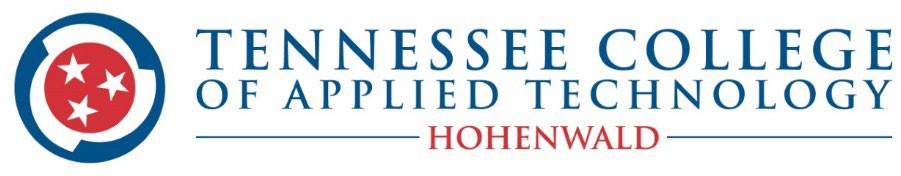 TENNESSEE COLLEGE
OF APPLIED TECHNOLOGY
HOHENWALD